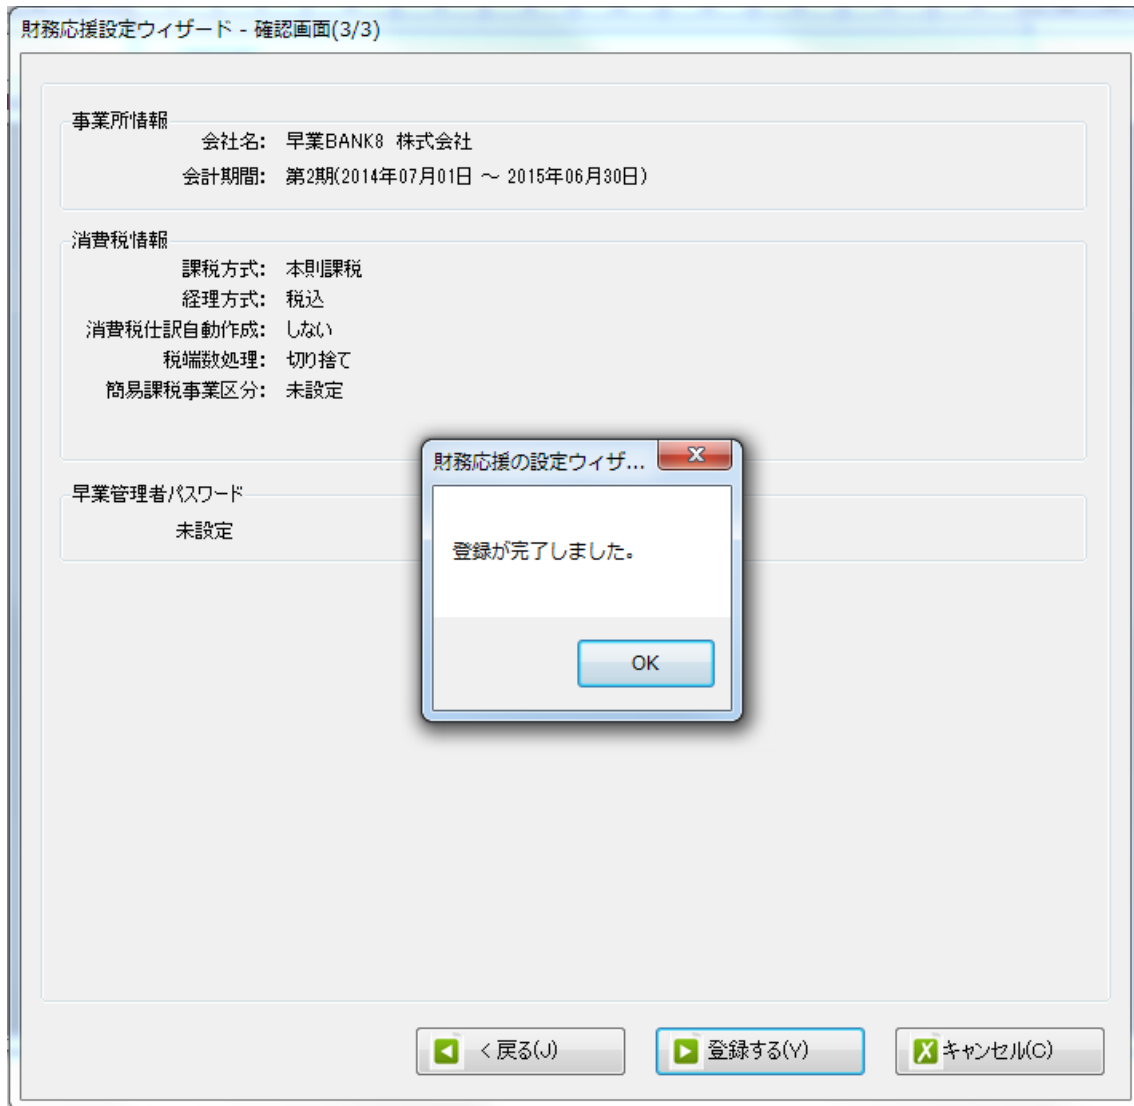 財務応援設定ウィザード - 確認画面(3/3)
事業所情報
会社名: 早業BANK8 株式会社
会計期間: 第2期(2014年07月01日 ～ 2015年06月30日)
消費税情報
課税方式: 本則課税
経理方式: 税込
消費税仕訳自動作成: しない
税端数処理: 切り捨て
簡易課税事業区分: 未設定
早業管理者パスワード
未設定
財務応援の設定ウィザ...
登録が完了しました。
OK
< 戻る(J)
登録する(Y)
キャンセル(C)